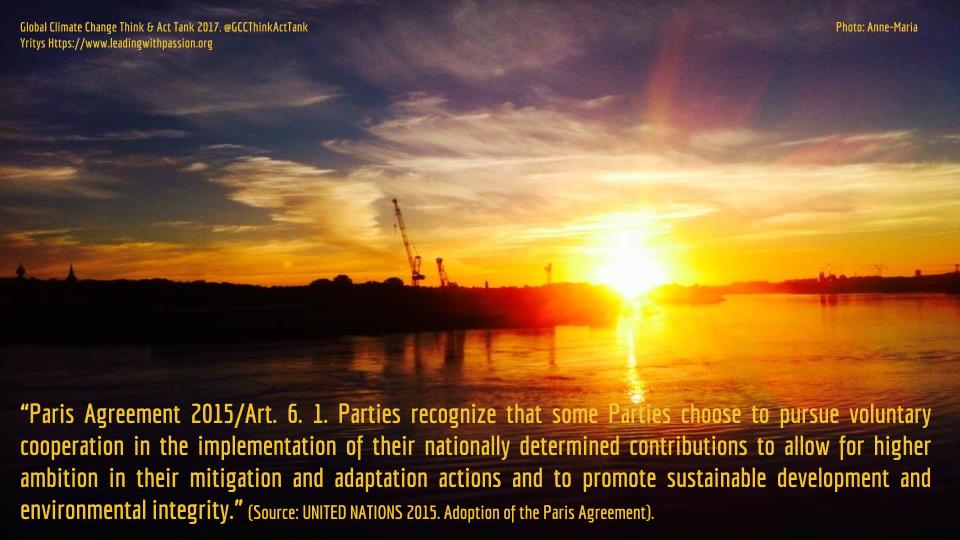 Global Climate Change Think & Act Tank 2017. @GCCThinkActTank
Yritys Https://www.leadingwithpassion.org
Photo: Anne-Maria
“Paris Agreement 2015/Art. 6. 1. Parties recognize that some Parties choose to pursue voluntary
cooperation in the implementation of their nationally determined contributions to allow for higher
ambition in their mitigation and adaptation actions and to promote sustainable development and
environmental integrity.” (Source: UNITED NATIONS 2015. Adoption of the Paris Agreement).